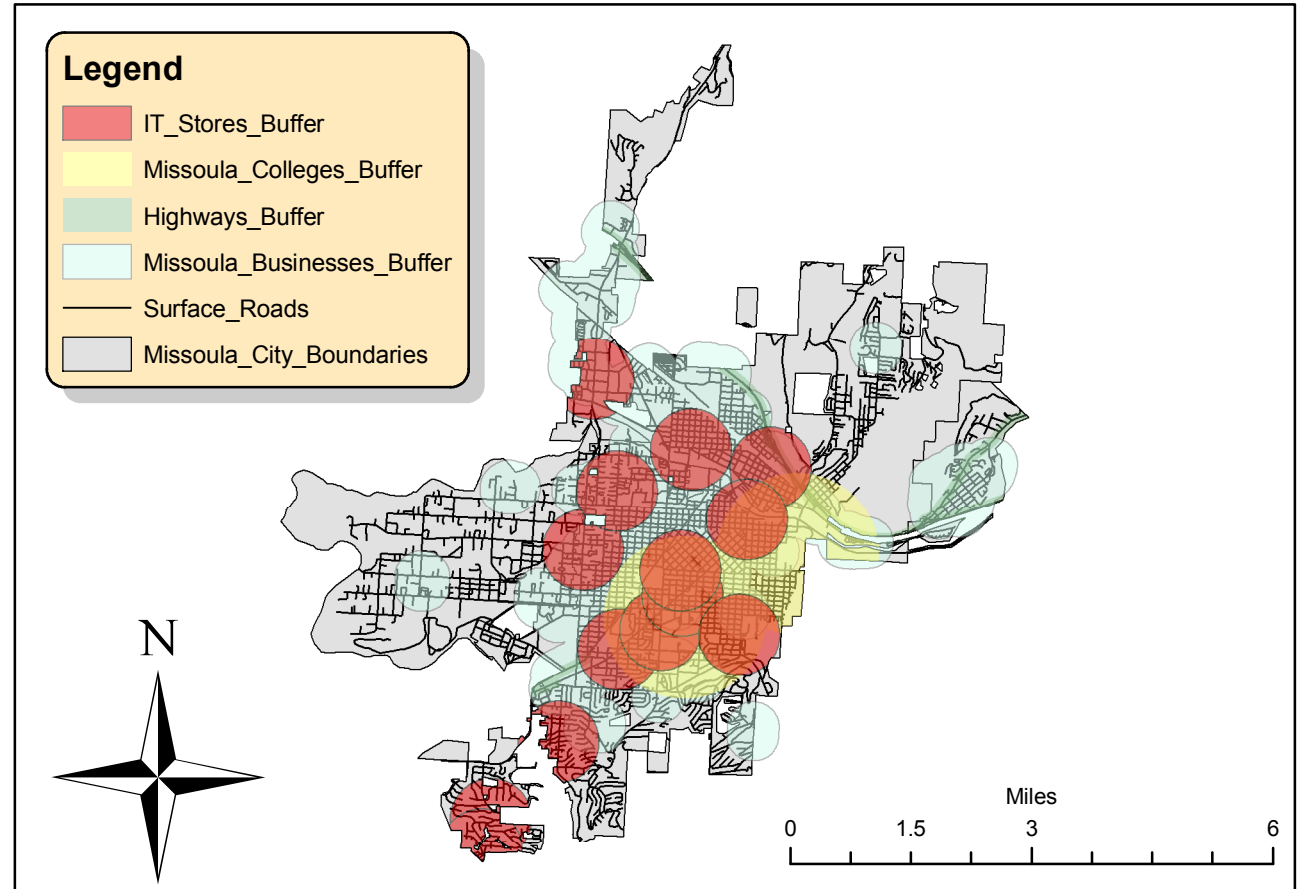 Legend
IT_Stores_Buffer
Missoula_Colleges_Buffer
Highways_Buffer
Missoula_Businesses_Buffer
Surface_Roads
Missoula_City_Boundaries
N
Miles
0 1.5 3 6